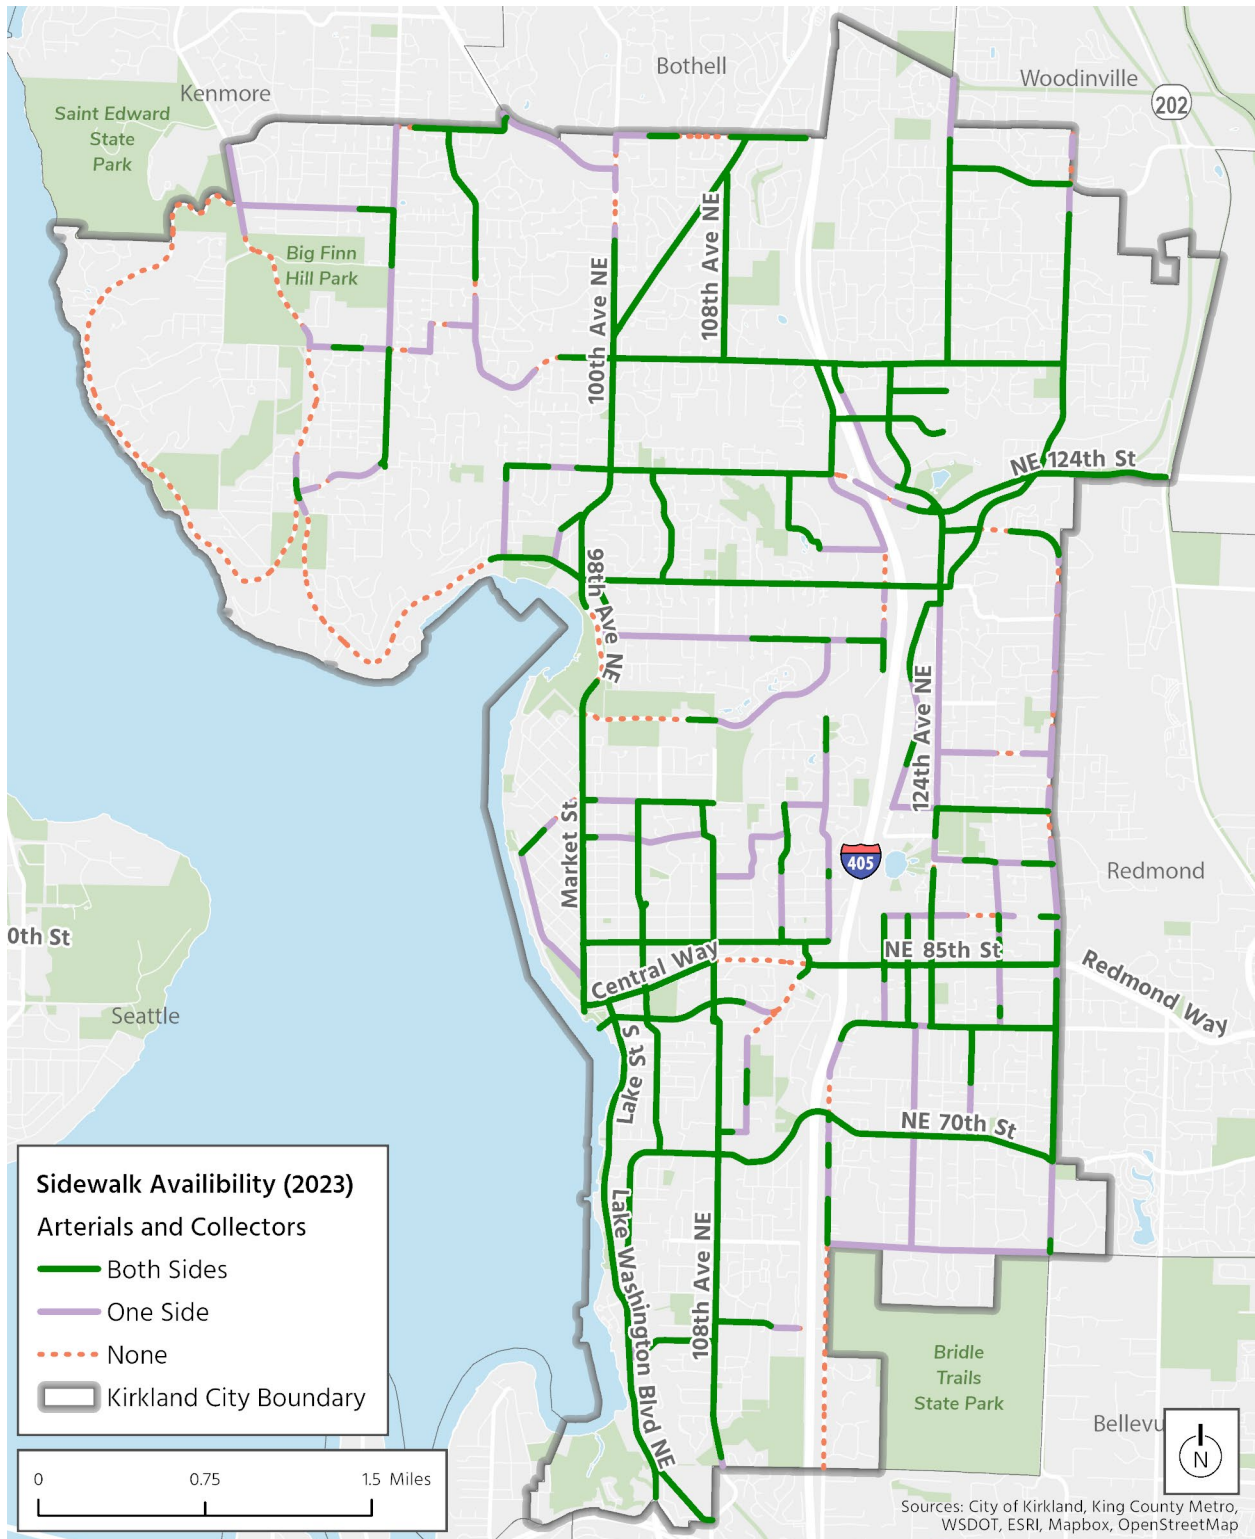 Bothell
Woodinville
Kenmore
202
Saint Edward
State
Park
Big Finn
Hill Park
108th Ave NE
100th Ave NE
NE 124th St
98th Ave NE
124th Ave NE
Market St
405
Redmond
0th St
NE 85th St
Central Way
Redmond Way
Seattle
S
Lake St
NE 70th St
Lake Washington Blvd NE
108th Ave NE
Bridle
Trails
State Park
Bellevu
Sidewalk Availibility (2023)
Arterials and Collectors
Both Sides
One Side
None
Kirkland City Boundary
0 0.75 1.5 Miles
N
Sources: City of Kirkland, King County Metro,
WSDOT, ESRI, Mapbox, OpenStreetMap